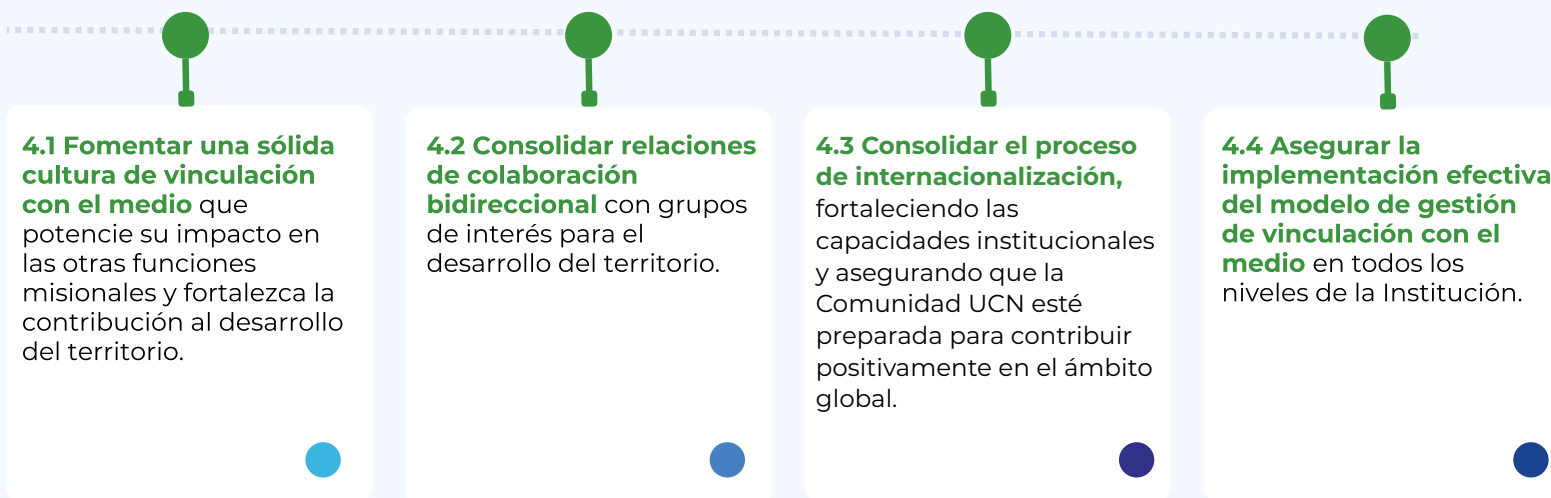 4.1 Fomentar una sólida
cultura de vinculación
con el medio que
potencie su impacto en
las otras funciones
misionales y fortalezca la
contribución al desarrollo
del territorio.
4.2 Consolidar relaciones
de colaboración
bidireccional con grupos
de interés para el
desarrollo del territorio.
4.3 Consolidar el proceso
de internacionalización,
fortaleciendo las
capacidades institucionales
y asegurando que la
Comunidad UCN esté
preparada para contribuir
positivamente en el ámbito
global.
4.4 Asegurar la
implementación efectiva
del modelo de gestión
de vinculación con el
medio en todos los
niveles de la Institución.